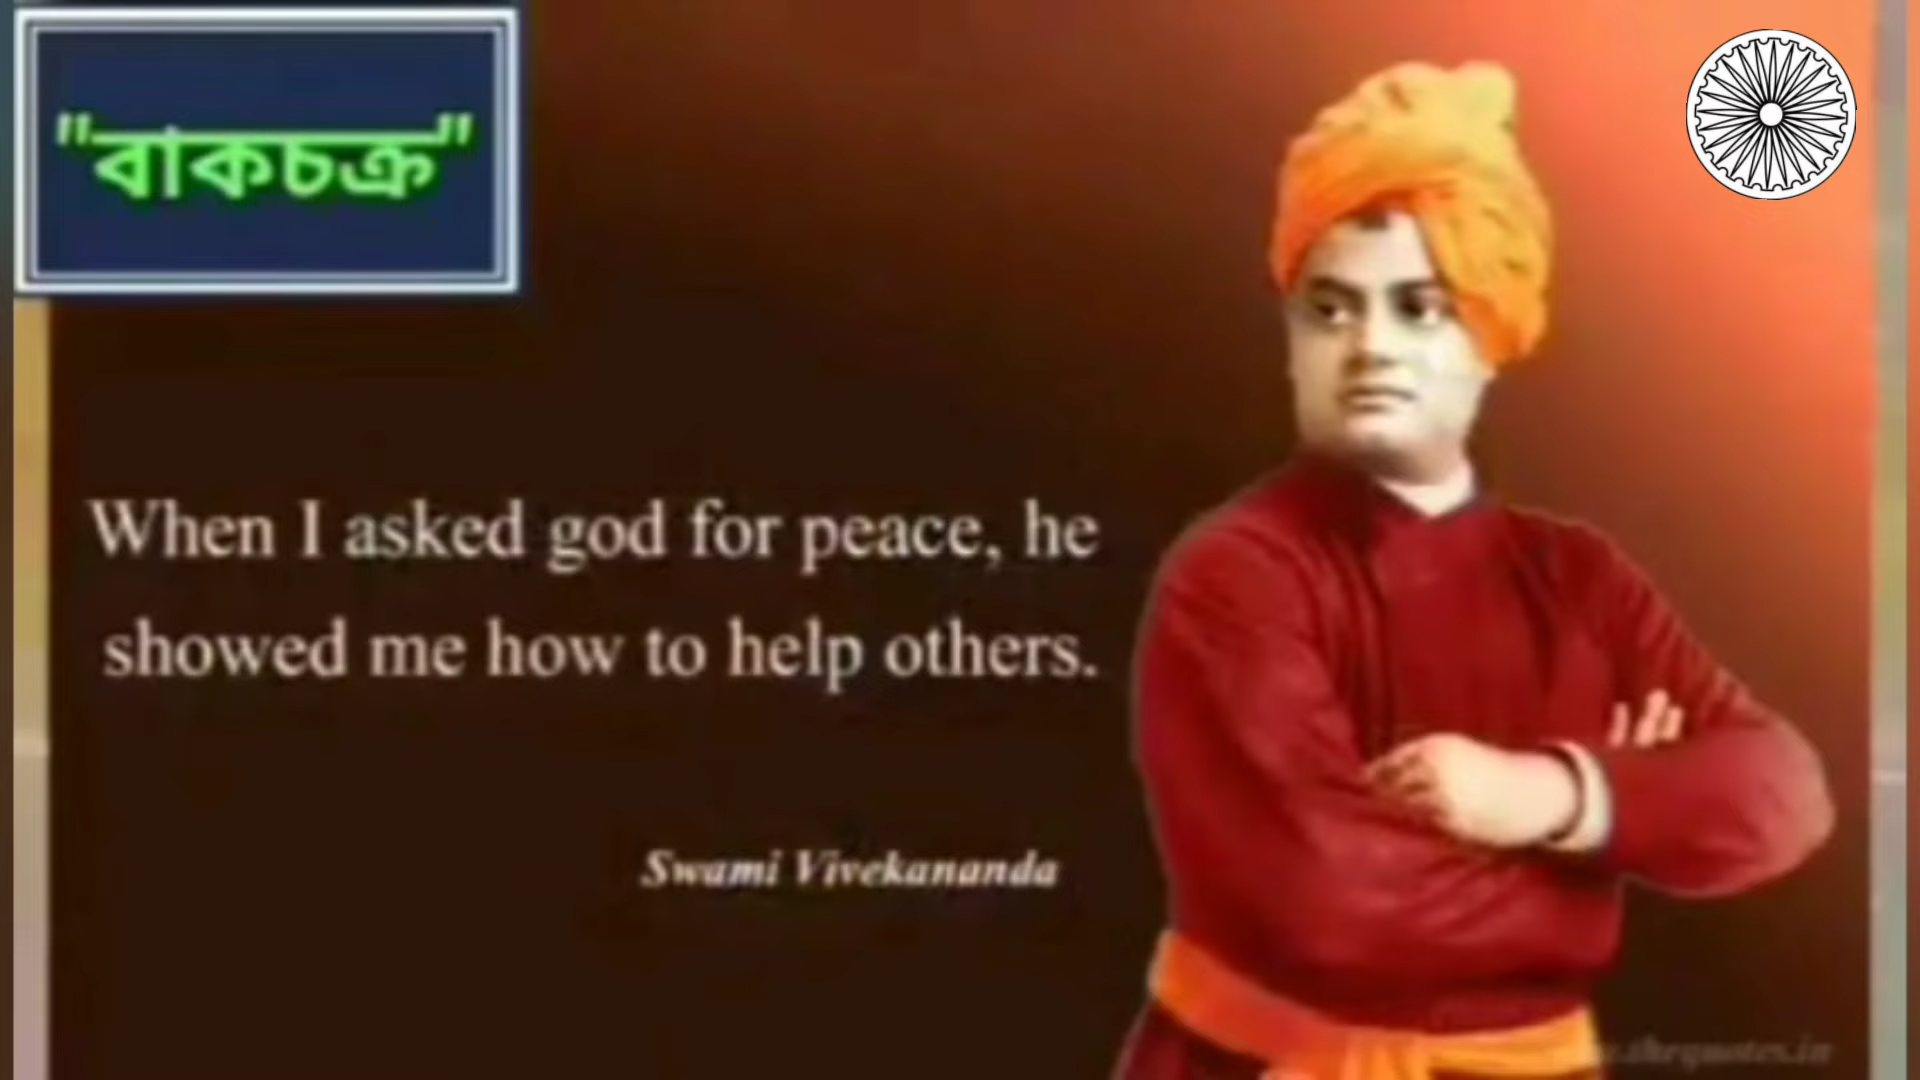 "বাকচক্র"
When I asked god for peace, he
showed me how to help others.
Swami Vivekananda